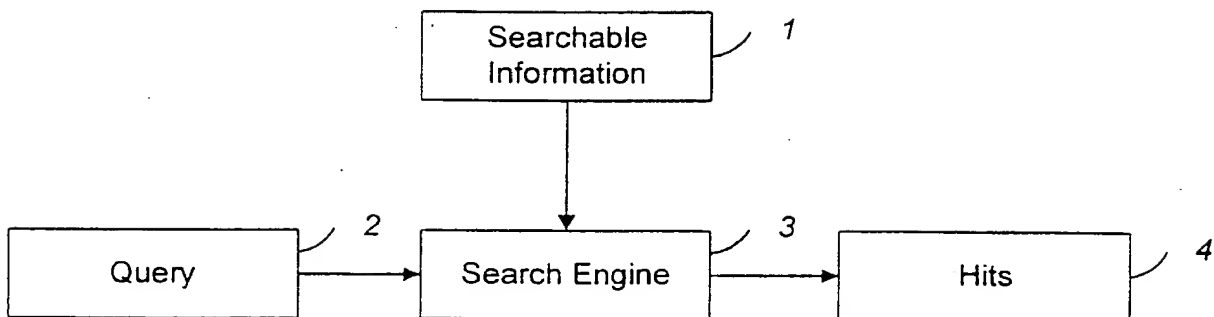 Searchable
Information
1
Query
2
Search Engine
3
Hits
4